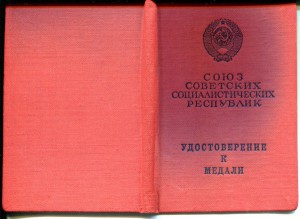 СОЮЗ
СОВЕТСКИХ
СОЦИАЛИСТИЧЕСКИХ
РЕСПУБЛИК
УДОСТОВЕРЕНИЕ
К
МЕДАЛИ